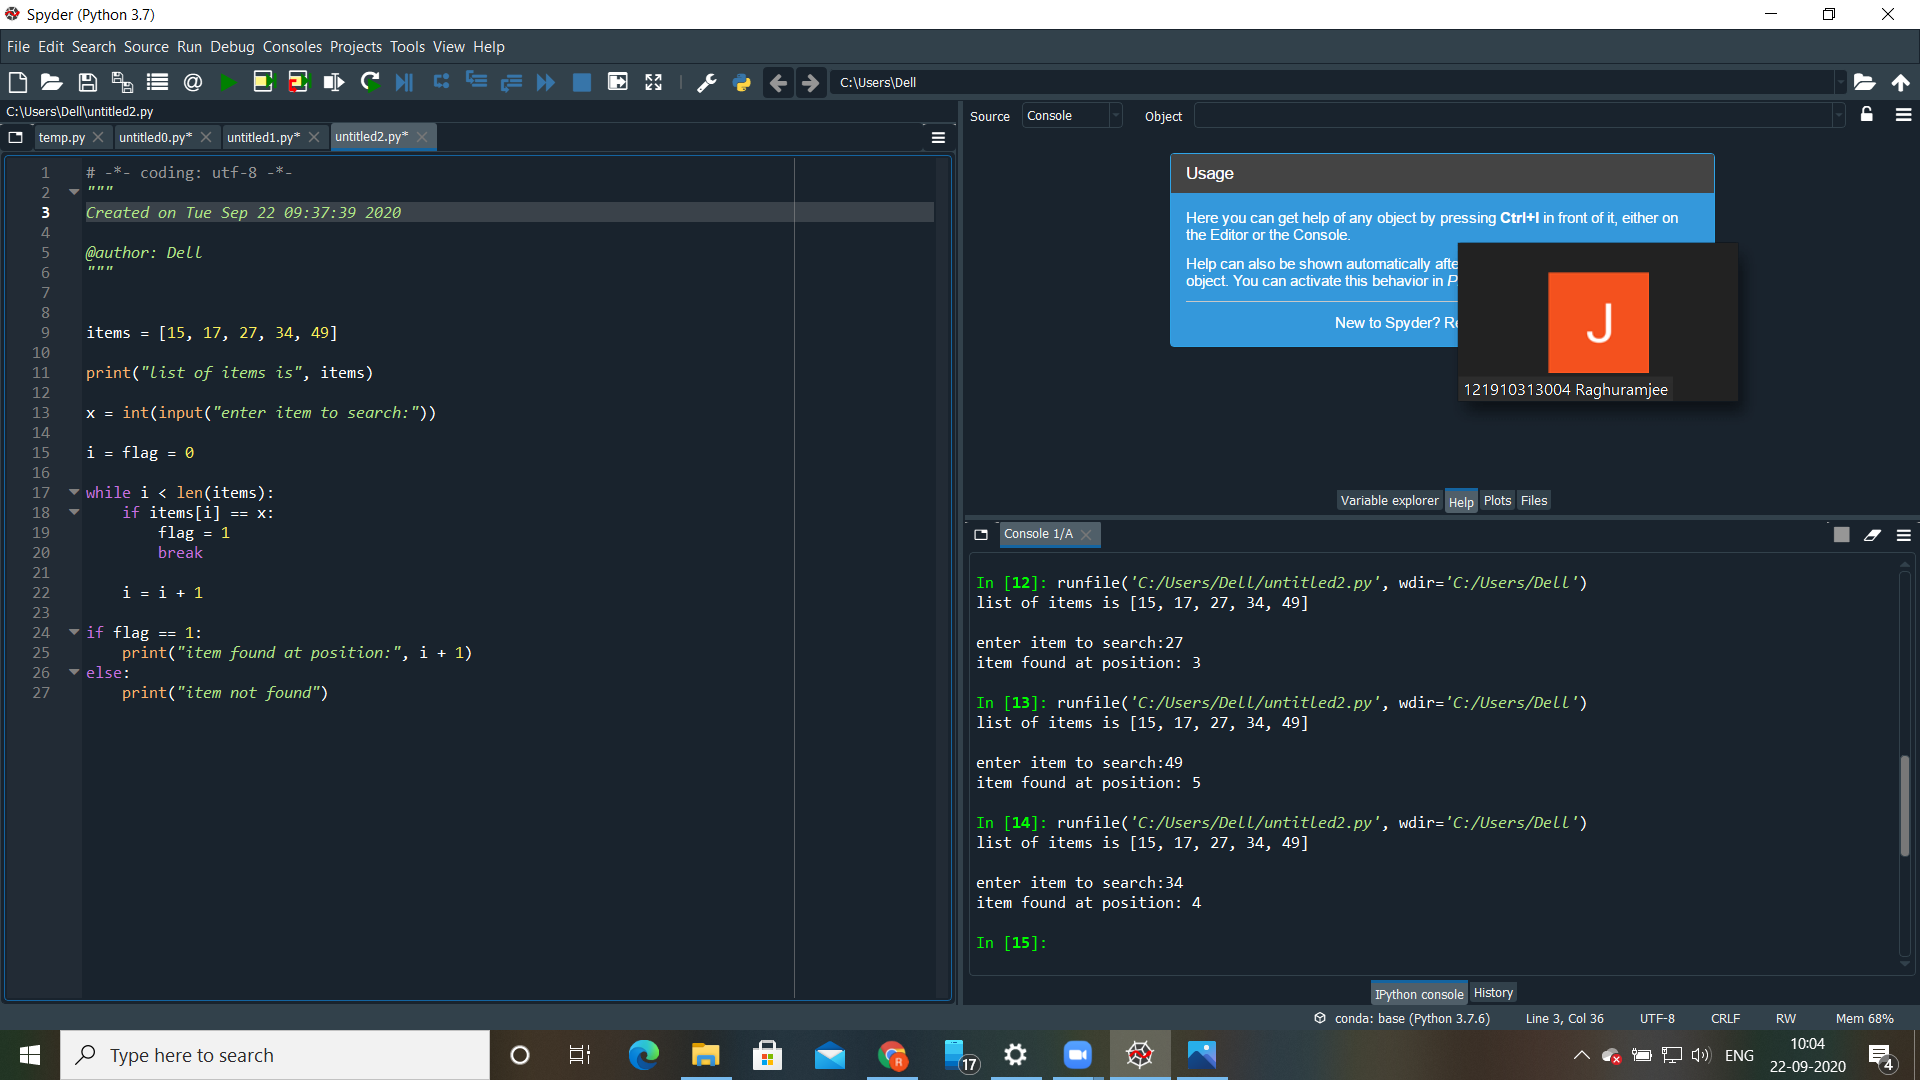 Spyder (Python 3.7)
File Edit Search Source Run Debug Consoles Projects Tools View Help
C:\Users\Dell
C:\Users\Dell\untitled2.py
temp.py untitled0.py* untitled1.py* untitled2.py*
1 # -*- coding: utf-8 -*-
2 """
3 Created on Tue Sep 22 09:37:39 2020
4
5 @author: Dell
6 """
7
8
9 items = [15, 17, 27, 34, 49]
10
11 print("list of items is", items)
12
13 x = int(input("enter item to search:"))
14
15 i = flag = 0
16
17 while i < len(items):
18     if items[i] == x:
19         flag = 1
20         break
21
22     i = i + 1
23
24 if flag == 1:
25     print("item found at position:", i + 1)
26 else:
27     print("item not found")
Source Console Object
Usage
Here you can get help of any object by pressing Ctrl+I in front of it, either on
the Editor or the Console.
Help can also be shown automatically afte
object. You can activate this behavior in P
New to Spyder? Re
J
121910313004 Raghuramjee
Variable explorer Help Plots Files
Console 1/A
In [12]: runfile('C:/Users/Dell/untitled2.py', wdir='C:/Users/Dell')
list of items is [15, 17, 27, 34, 49]
enter item to search:27
item found at position: 3
In [13]: runfile('C:/Users/Dell/untitled2.py', wdir='C:/Users/Dell')
list of items is [15, 17, 27, 34, 49]
enter item to search:49
item found at position: 5
In [14]: runfile('C:/Users/Dell/untitled2.py', wdir='C:/Users/Dell')
list of items is [15, 17, 27, 34, 49]
enter item to search:34
item found at position: 4
In [15]:
IPython console History
conda: base (Python 3.7.6) Line 3, Col 36 UTF-8 CRLF RW Mem 68%
Type here to search
R
17
ENG
10:04
22-09-2020
4